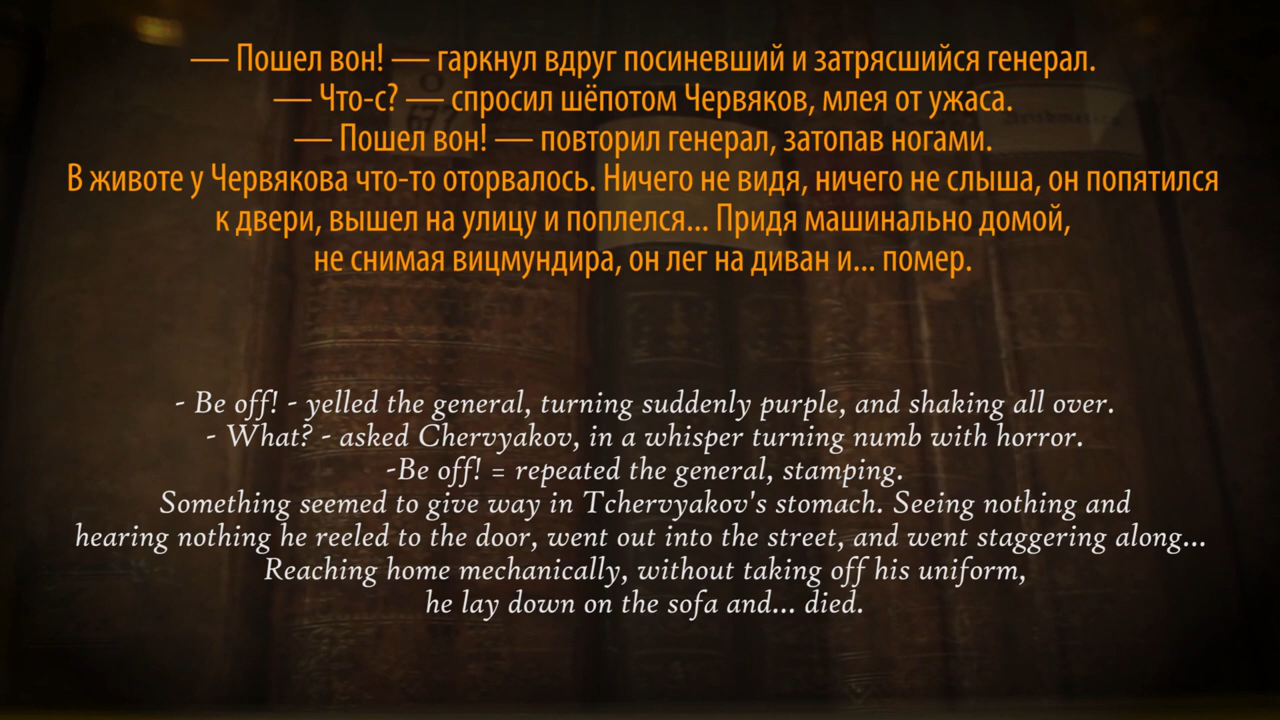 — Пошел вон! — гаркнул вдруг посиневший и затрясшийся генерал.
— Что-с? — спросил шёпотом Червяков, млея от ужаса.
— Пошел вон! — повторил генерал, затопав ногами.
В животе у Червякова что-то оторвалось. Ничего не видя, ничего не слыша, он попятился
к двери, вышел на улицу и поплелся... Придя машинально домой,
не снимая вицмундира, он лег на диван и... помер.
- Be off! - yelled the general, turning suddenly purple, and shaking all over.
- What? - asked Chervyakov, in a whisper turning numb with horror.
-Be off! = repeated the general, stamping.
Something seemed to give way in Tchervyakov's stomach. Seeing nothing and
hearing nothing he reeled to the door, went out into the street, and went staggering along...
Reaching home mechanically, without taking off his uniform,
he lay down on the sofa and... died.